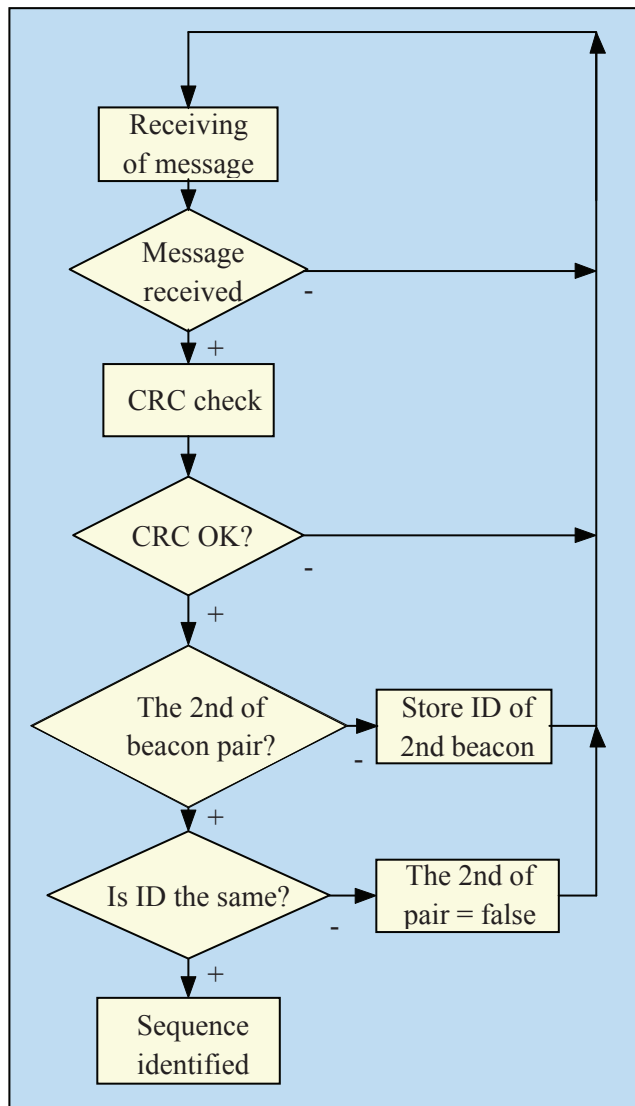 Receiving
of message
Message
received
-
+
CRC check
CRC OK?
-
+
The 2nd of
beacon pair?
-
Store ID of
2nd beacon
+
Is ID the same?
-
The 2nd of
pair = false
+
Sequence
identified